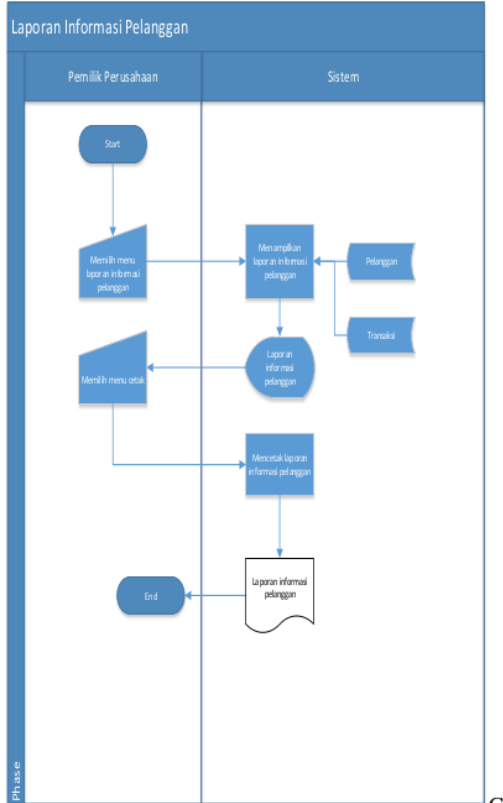 Laporan Informasi Pelanggan
Pemilik Perusahaan
Sistem
Start
Memilih menu
laporan informasi
pelanggan
Menampilkan
laporan informasi
pelanggan
Pelanggan
Transaksi
Laporan
informasi
pelanggan
Memilih menu cetak
Mencetak laporan
informasi pelanggan
Laporan informasi
pelanggan
End
Phase